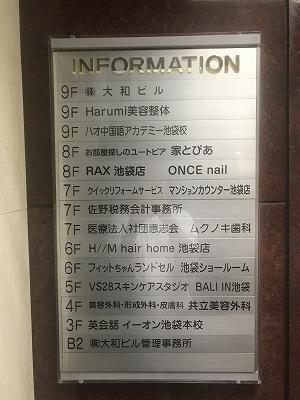 INFORMATION
9F ㈱ 大和ビル
9F Harumi美容整体
9F ハオ中国語アカデミー池袋校
8F お部屋探しのユートピア 家とぴあ
8F RAX 池袋店 ONCE nail
7F クイックリフォームサービス マンションカウンター池袋店
7F 佐野税務会計事務所
7F 医療法人社団恵志会 ムクノキ歯科
6F H//M hair home 池袋店
6F フィットちゃんランドセル 池袋ショールーム
5F VS28スキンケアスタジオ BALI IN池袋
4F 美容外科・形成外科・皮膚科 共立美容外科
3F 英会話 イーオン池袋本校
B2 ㈱大和ビル管理事務所